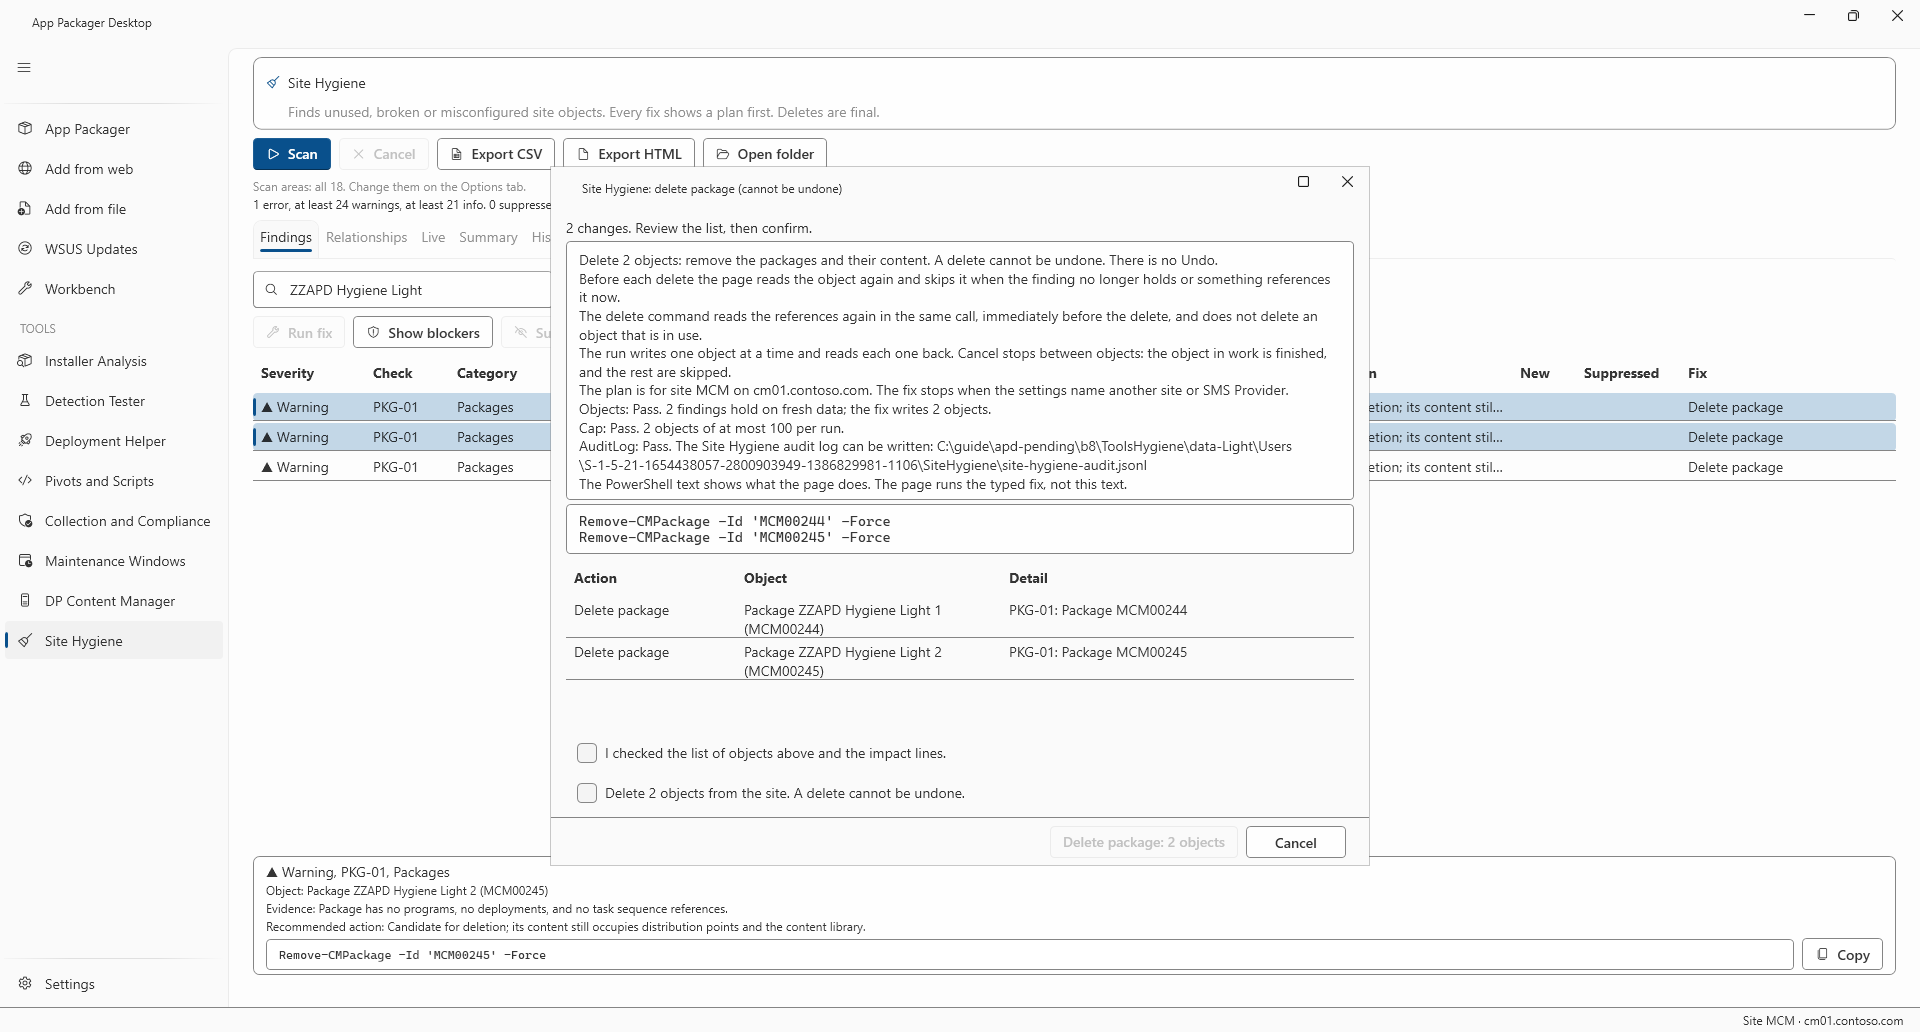 App Packager Desktop
Site Hygiene
Finds unused, broken or misconfigured site objects. Every fix shows a plan first. Deletes are final.
App Packager
Add from web
Add from file
WSUS Updates
Workbench
TOOLS
Installer Analysis
Detection Tester
Deployment Helper
Pivots and Scripts
Collection and Compliance
Maintenance Windows
DP Content Manager
Site Hygiene
Settings
Scan Cancel Export CSV Export HTML Open folder
Scan areas: all 18. Change them on the Options tab.
1 error, at least 24 warnings, at least 21 info. 0 suppresse
Findings Relationships Live Summary His
ZZAPD Hygiene Light
Run fix Show blockers Su
Severity Check Category n New Suppressed Fix
Warning PKG-01 Packages etion; its content stil... Delete package
Warning PKG-01 Packages etion; its content stil... Delete package
Warning PKG-01 Packages etion; its content stil... Delete package
Site Hygiene: delete package (cannot be undone)
2 changes. Review the list, then confirm.
Delete 2 objects: remove the packages and their content. A delete cannot be undone. There is no Undo.
Before each delete the page reads the object again and skips it when the finding no longer holds or something references
it now.
The delete command reads the references again in the same call, immediately before the delete, and does not delete an
object that is in use.
The run writes one object at a time and reads each one back. Cancel stops between objects: the object in work is finished,
and the rest are skipped.
The plan is for site MCM on cm01.contoso.com. The fix stops when the settings name another site or SMS Provider.
Objects: Pass. 2 findings hold on fresh data; the fix writes 2 objects.
Cap: Pass. 2 objects of at most 100 per run.
AuditLog: Pass. The Site Hygiene audit log can be written: C:\guide\apd-pending\b8\ToolsHygiene\data-Light\Users
\S-1-5-21-1654438057-2800903949-1386829981-1106\SiteHygiene\site-hygiene-audit.jsonl
The PowerShell text shows what the page does. The page runs the typed fix, not this text.
Remove-CMPackage -Id 'MCM00244' -Force
Remove-CMPackage -Id 'MCM00245' -Force
Action Object Detail
Delete package Package ZZAPD Hygiene Light 1 PKG-01: Package MCM00244
(MCM00244)
Delete package Package ZZAPD Hygiene Light 2 PKG-01: Package MCM00245
(MCM00245)
I checked the list of objects above and the impact lines.
Delete 2 objects from the site. A delete cannot be undone.
Delete package: 2 objects Cancel
Warning, PKG-01, Packages
Object: Package ZZAPD Hygiene Light 2 (MCM00245)
Evidence: Package has no programs, no deployments, and no task sequence references.
Recommended action: Candidate for deletion; its content still occupies distribution points and the content library.
Remove-CMPackage -Id 'MCM00245' -Force
Copy
Site MCM · cm01.contoso.com